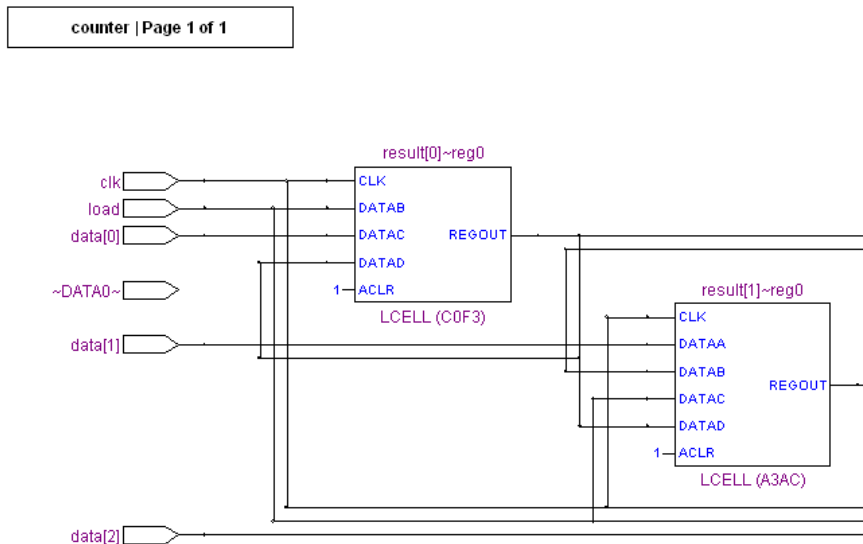 counter | Page 1 of 1
result[0]~reg0
clk
CLK
load
DATAB
data[0]
DATAC
REGOUT
DATAD
~DATA0~
1
ACLR
LCELL (C0F3)
result[1]~reg0
CLK
data[1]
DATAA
DATAB
REGOUT
DATAC
DATAD
1
ACLR
LCELL (A3AC)
data[2]